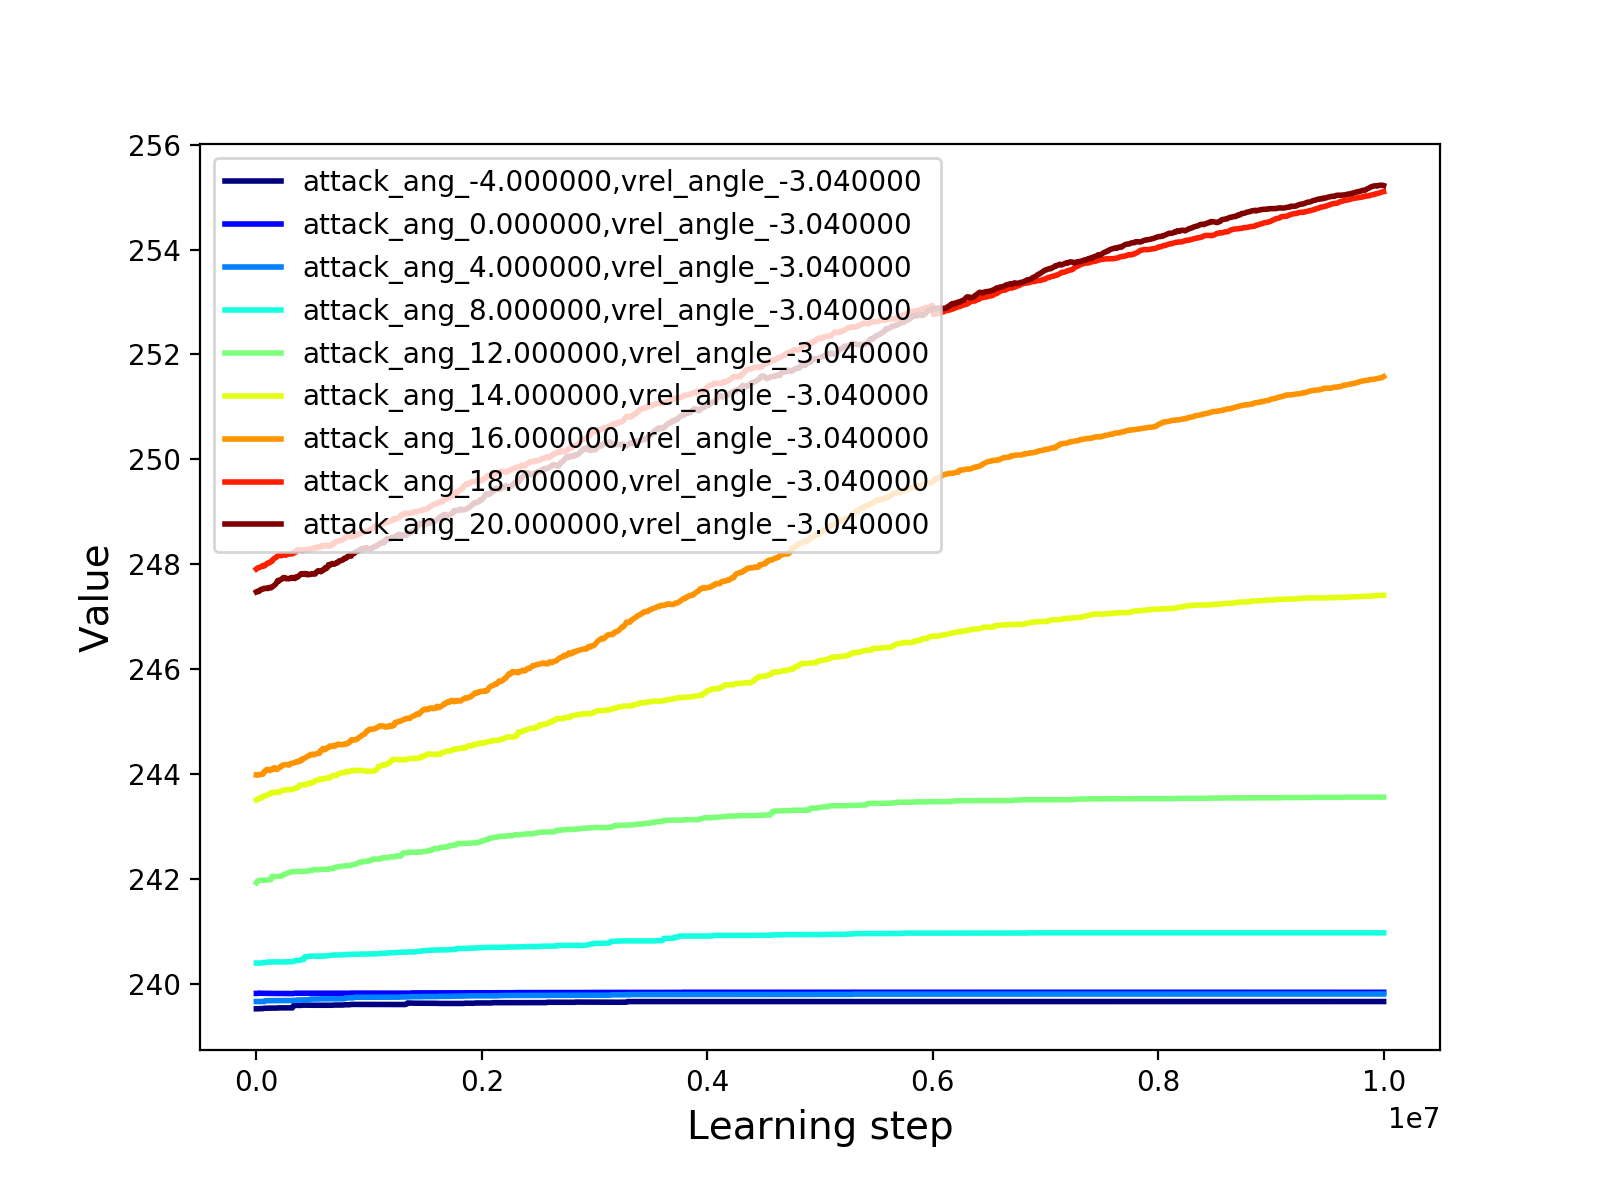 256
254
252
250
248
246
244
242
240
Value
attack_ang_-4.000000,vrel_angle_-3.040000
attack_ang_0.000000,vrel_angle_-3.040000
attack_ang_4.000000,vrel_angle_-3.040000
attack_ang_8.000000,vrel_angle_-3.040000
attack_ang_12.000000,vrel_angle_-3.040000
attack_ang_14.000000,vrel_angle_-3.040000
attack_ang_16.000000,vrel_angle_-3.040000
attack_ang_18.000000,vrel_angle_-3.040000
attack_ang_20.000000,vrel_angle_-3.040000
0.0 0.2 0.4 0.6 0.8 1.0
1e7
Learning step